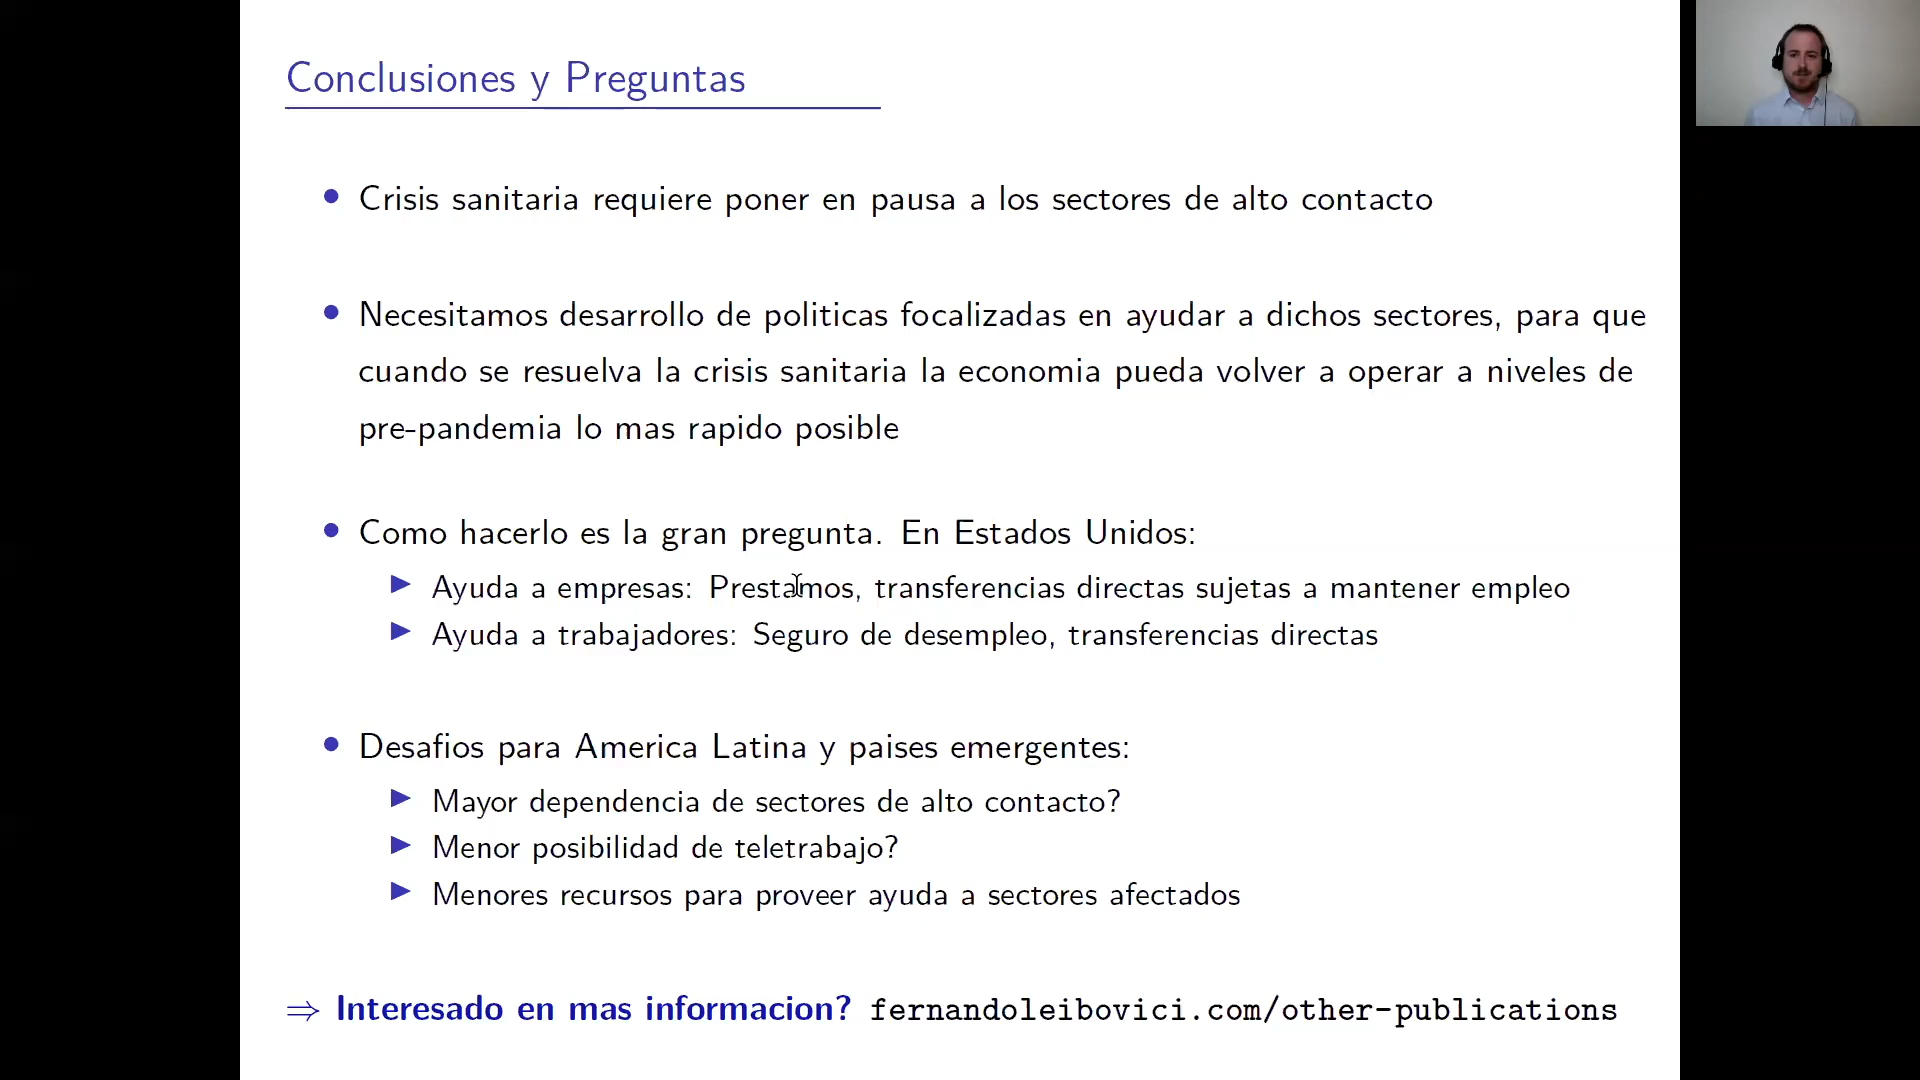 Conclusiones y Preguntas
• Crisis sanitaria requiere poner en pausa a los sectores de alto contacto
• Necesitamos desarrollo de politicas focalizadas en ayudar a dichos sectores, para que
cuando se resuelva la crisis sanitaria la economia pueda volver a operar a niveles de
pre-pandemia lo mas rapido posible
• Como hacerlo es la gran pregunta. En Estados Unidos:
▶ Ayuda a empresas: Prestamos, transferencias directas sujetas a mantener empleo
▶ Ayuda a trabajadores: Seguro de desempleo, transferencias directas
• Desafios para America Latina y paises emergentes:
▶ Mayor dependencia de sectores de alto contacto?
▶ Menor posibilidad de teletrabajo?
▶ Menores recursos para proveer ayuda a sectores afectados
⇒ Interesado en mas informacion? fernandoleibovici.com/other-publications